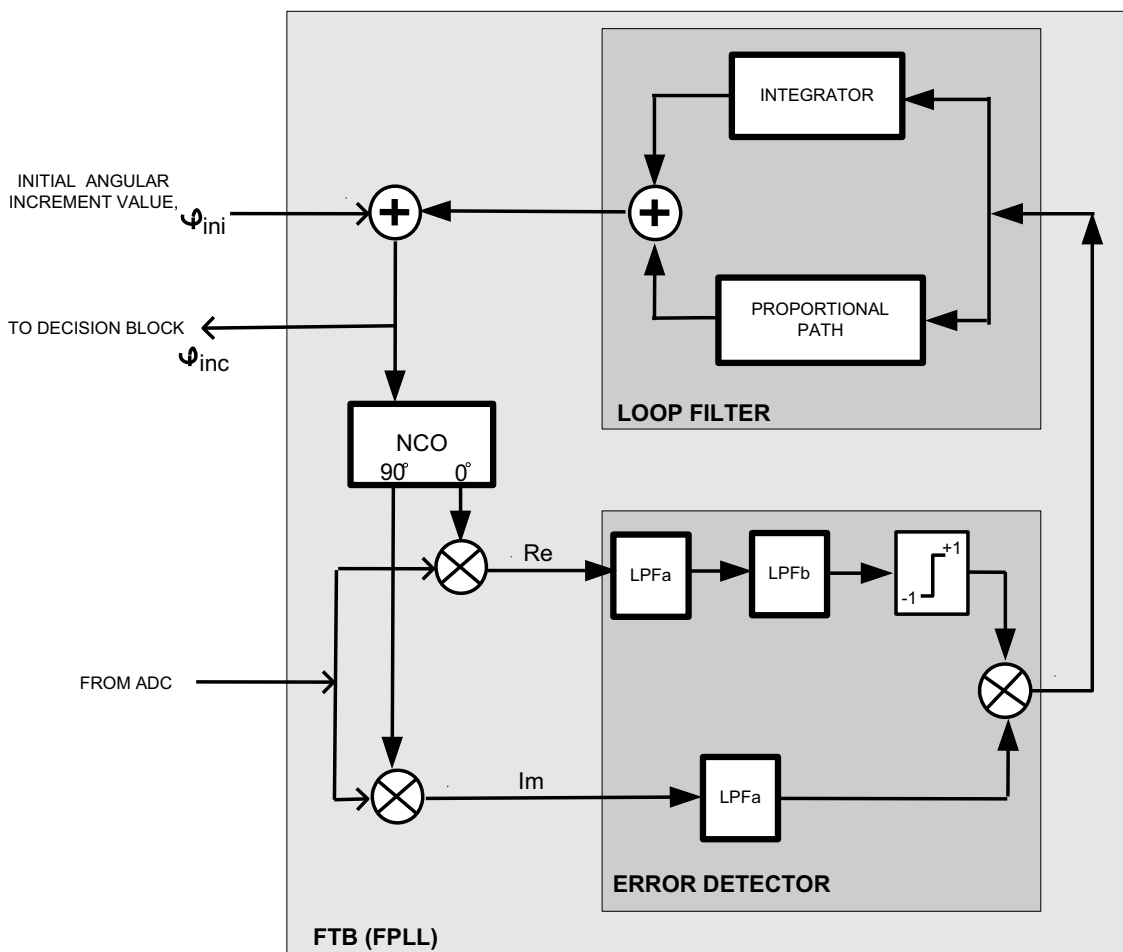 INTEGRATOR
INITIAL ANGULAR
INCREMENT VALUE, φini
PROPORTIONAL
PATH
TO DECISION BLOCK
φinc
LOOP FILTER
NCO
90° 0°
Re
LPFa
LPFb
+1
-1
FROM ADC
Im
LPFa
ERROR DETECTOR
FTB (FPLL)